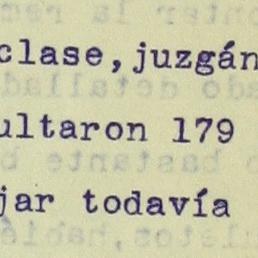 clase, juzgán
ultaron 179
jar todavía